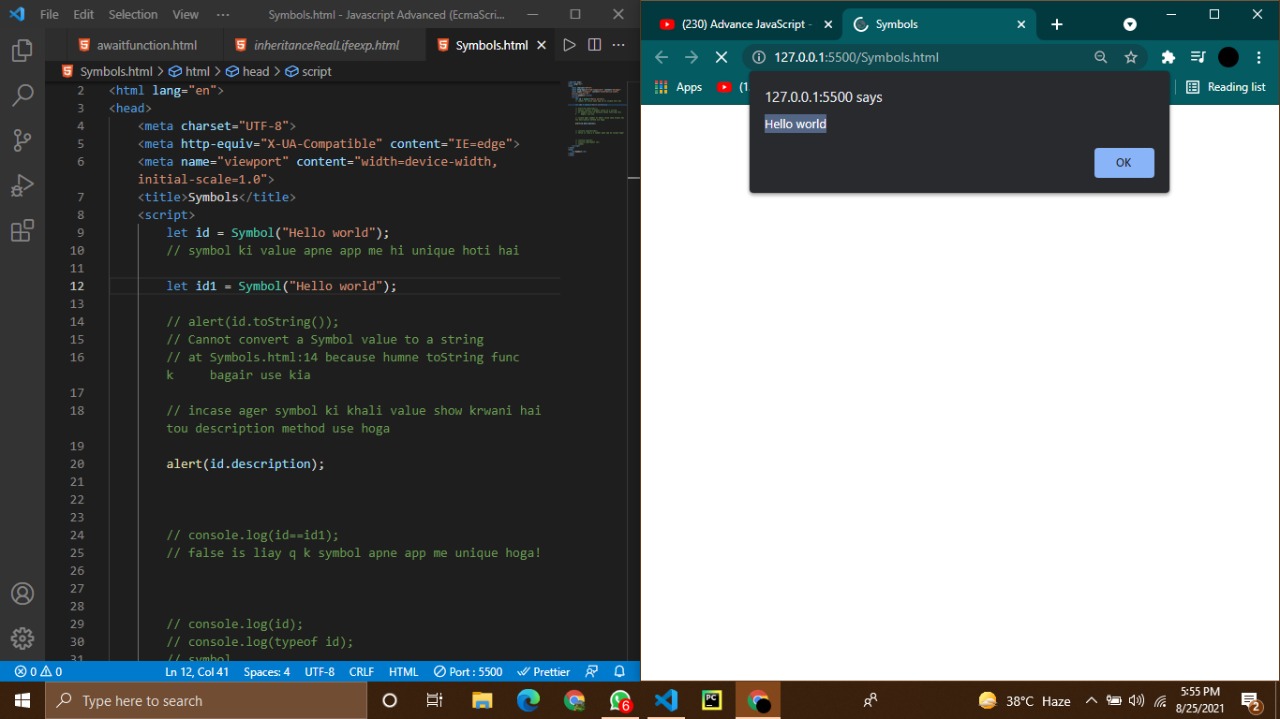 File Edit Selection View ··· Symbols.html - Javascript Advanced (EcmaScri...
awaitfunction.html inheritanceRealLifeexp.html Symbols.html
Symbols.html > html > head > script
2 <html lang="en">
3 <head>
4 <meta charset="UTF-8">
5 <meta http-equiv="X-UA-Compatible" content="IE=edge">
6 <meta name="viewport" content="width=device-width,
initial-scale=1.0">
7 <title>Symbols</title>
8 <script>
9 let id = Symbol("Hello world");
10 // symbol ki value apne app me hi unique hoti hai
11
12 let id1 = Symbol("Hello world");
13
14 // alert(id.toString());
15 // Cannot convert a Symbol value to a string
16 // at Symbols.html:14 because humne toString func
k bagair use kia
17
18 // incase ager symbol ki khali value show krwani hai
tou description method use hoga
19
20 alert(id.description);
21
22
23
24 // console.log(id==id1);
25 // false is liay q k symbol apne app me unique hoga!
26
27
28
29 // console.log(id);
30 // console.log(typeof id);
31 // symbol
0 0 Ln 12, Col 41 Spaces: 4 UTF-8 CRLF HTML Port : 5500 Prettier
(230) Advance JavaScript - Symbols
127.0.0.1:5500/Symbols.html
Apps (1 Reading list
127.0.0.1:5500 says
Hello world
OK
Type here to search 6 PC 38°C Haze 5:55 PM
8/25/2021 2